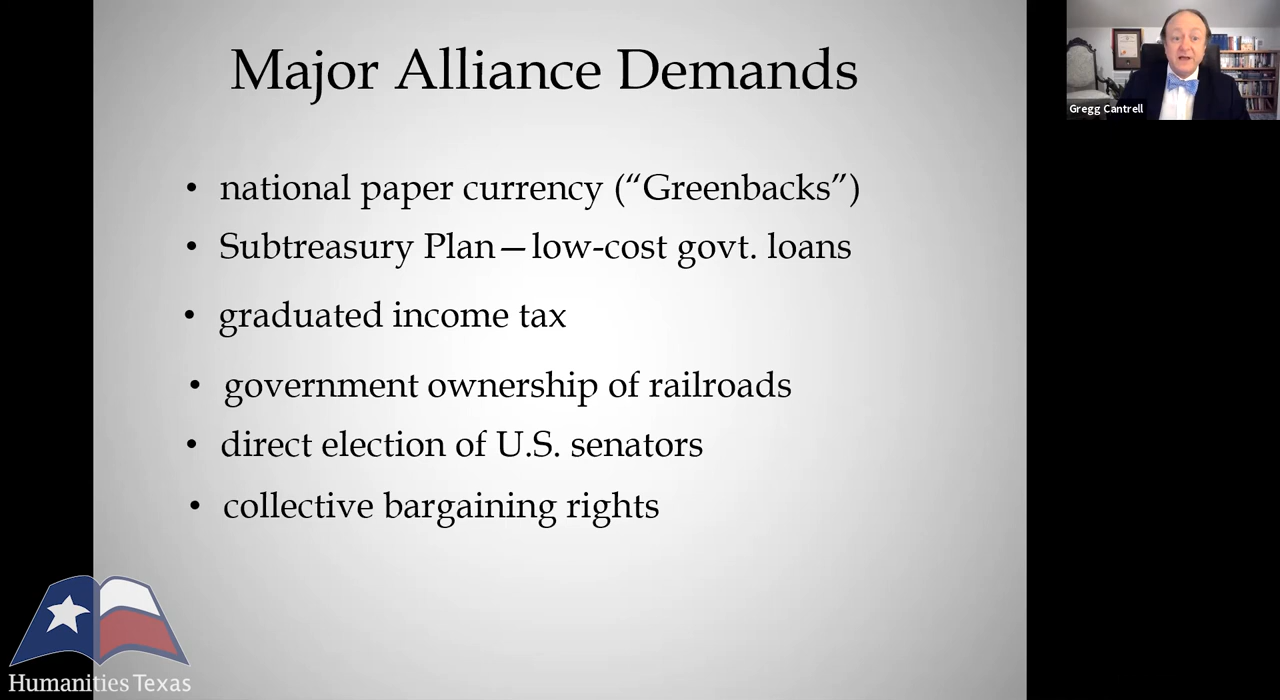 Major Alliance Demands
• national paper currency (“Greenbacks”)
• Subtreasury Plan—low-cost govt. loans
• graduated income tax
• government ownership of railroads
• direct election of U.S. senators
• collective bargaining rights
Gregg Cantrell
Humanities Texas